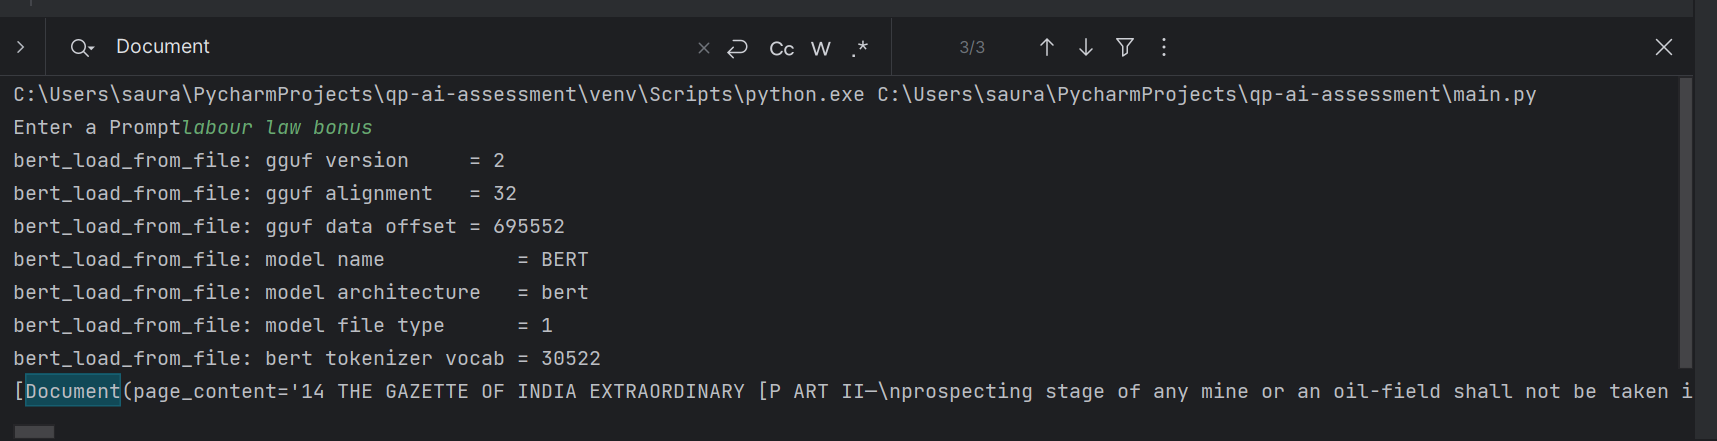 Document Cc W .* 3/3
C:\Users\saura\PycharmProjects\qp-ai-assessment\venv\Scripts\python.exe C:\Users\saura\PycharmProjects\qp-ai-assessment\main.py
Enter a Promptlabour law bonus
bert_load_from_file: gguf version     = 2
bert_load_from_file: gguf alignment   = 32
bert_load_from_file: gguf data offset = 695552
bert_load_from_file: model name           = BERT
bert_load_from_file: model architecture   = bert
bert_load_from_file: model file type      = 1
bert_load_from_file: bert tokenizer vocab = 30522
[Document(page_content='14 THE GAZETTE OF INDIA EXTRAORDINARY [P ART II—\nprospecting stage of any mine or an oil-field shall not be taken i